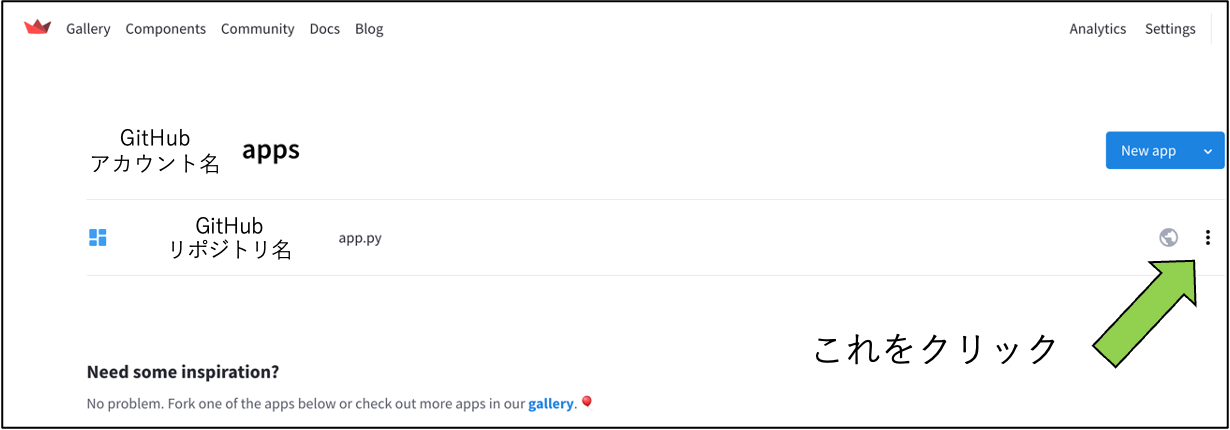 Gallery Components Community Docs Blog Analytics Settings
GitHub
アカウント名
apps
New app
GitHub
リポジトリ名
app.py
これをクリック
Need some inspiration?
No problem. Fork one of the apps below or check out more apps in our gallery.